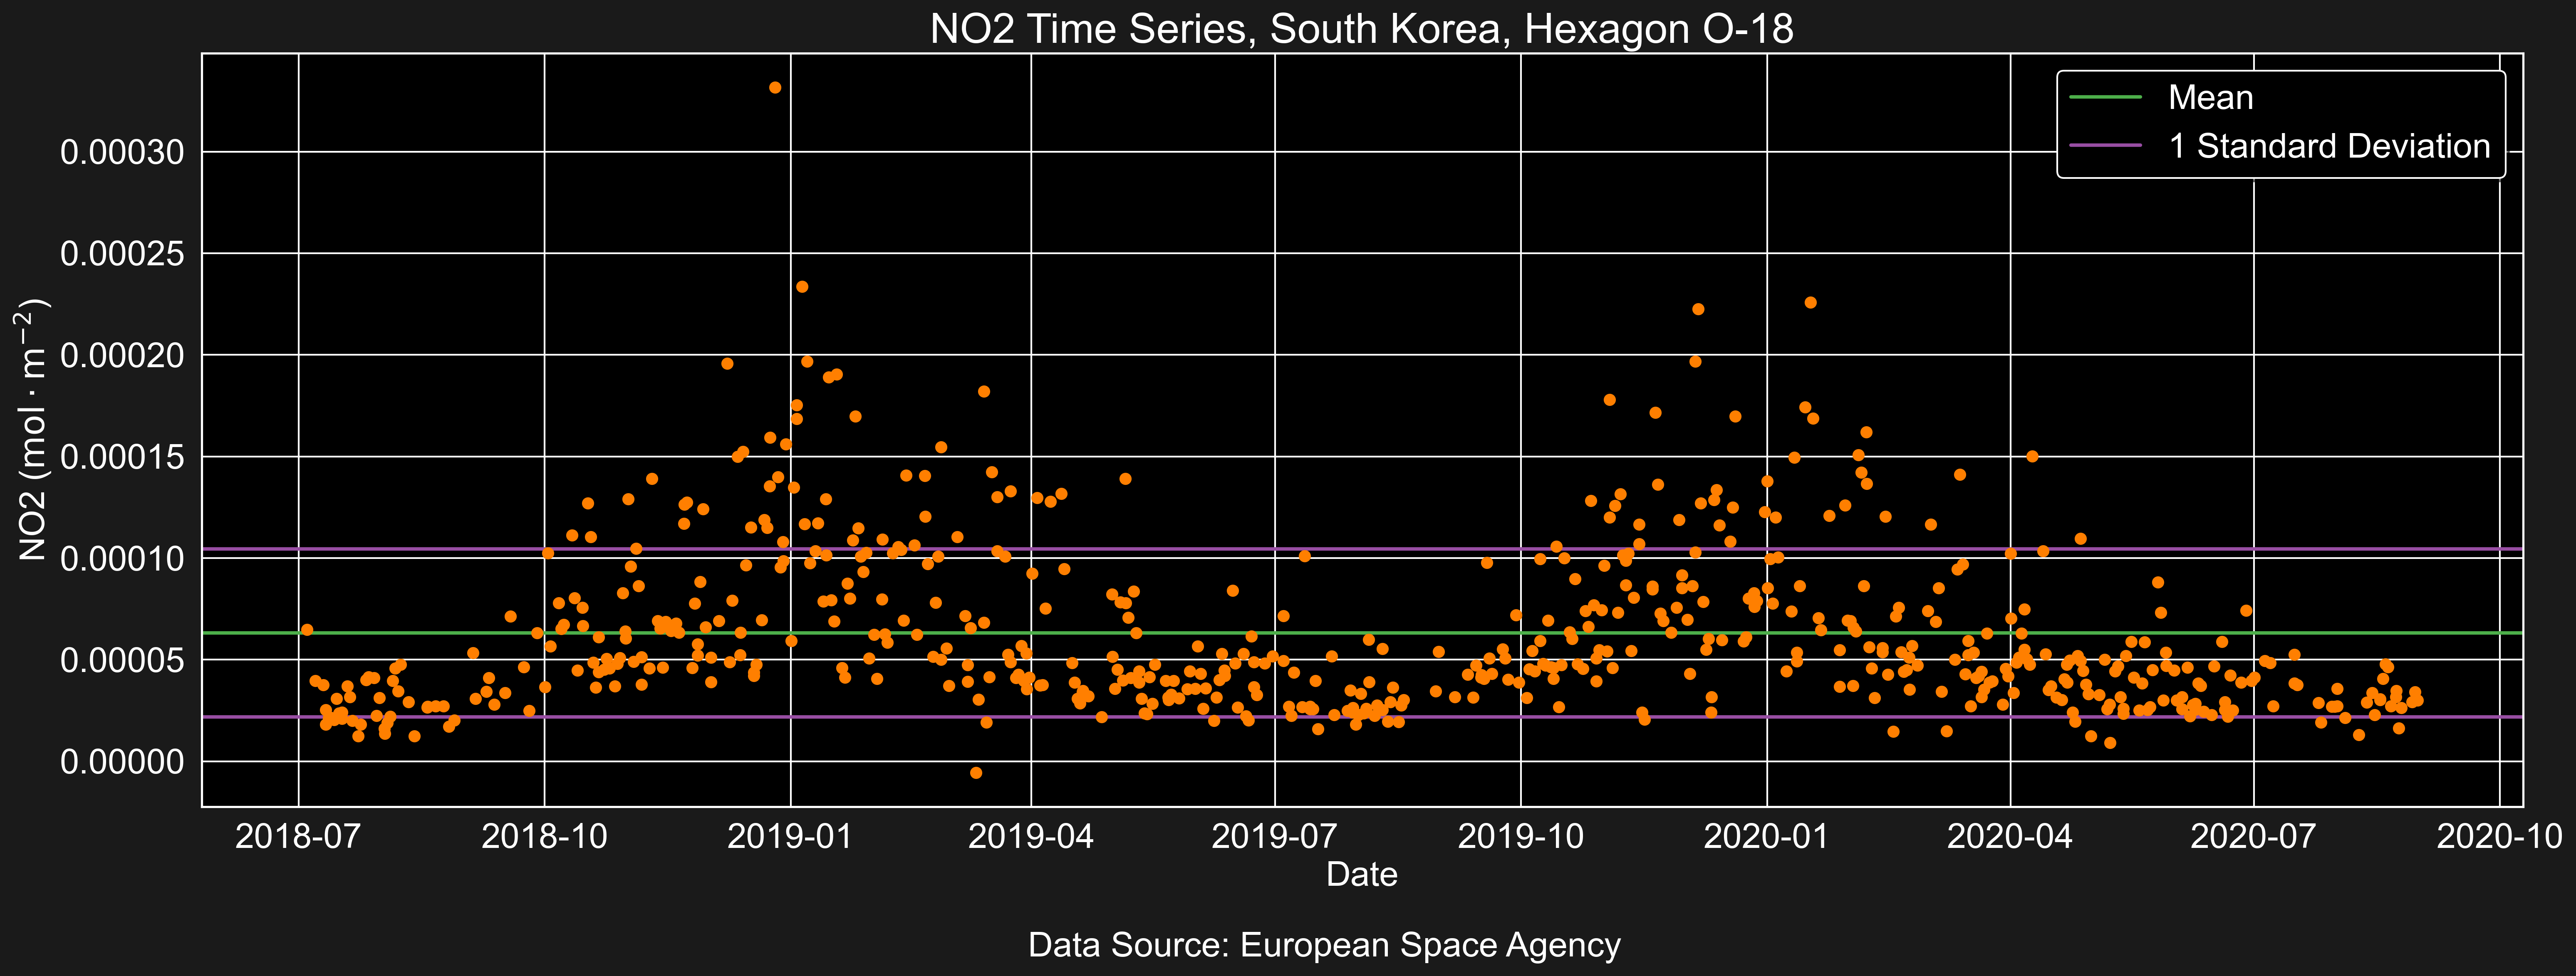 NO2 Time Series, South Korea, Hexagon O-18
Mean
1 Standard Deviation
NO2 (mol · m⁻²)
0.00030
0.00025
0.00020
0.00015
0.00010
0.00005
0.00000
2018-07 2018-10 2019-01 2019-04 2019-07 2019-10 2020-01 2020-04 2020-07 2020-10
Date
Data Source: European Space Agency